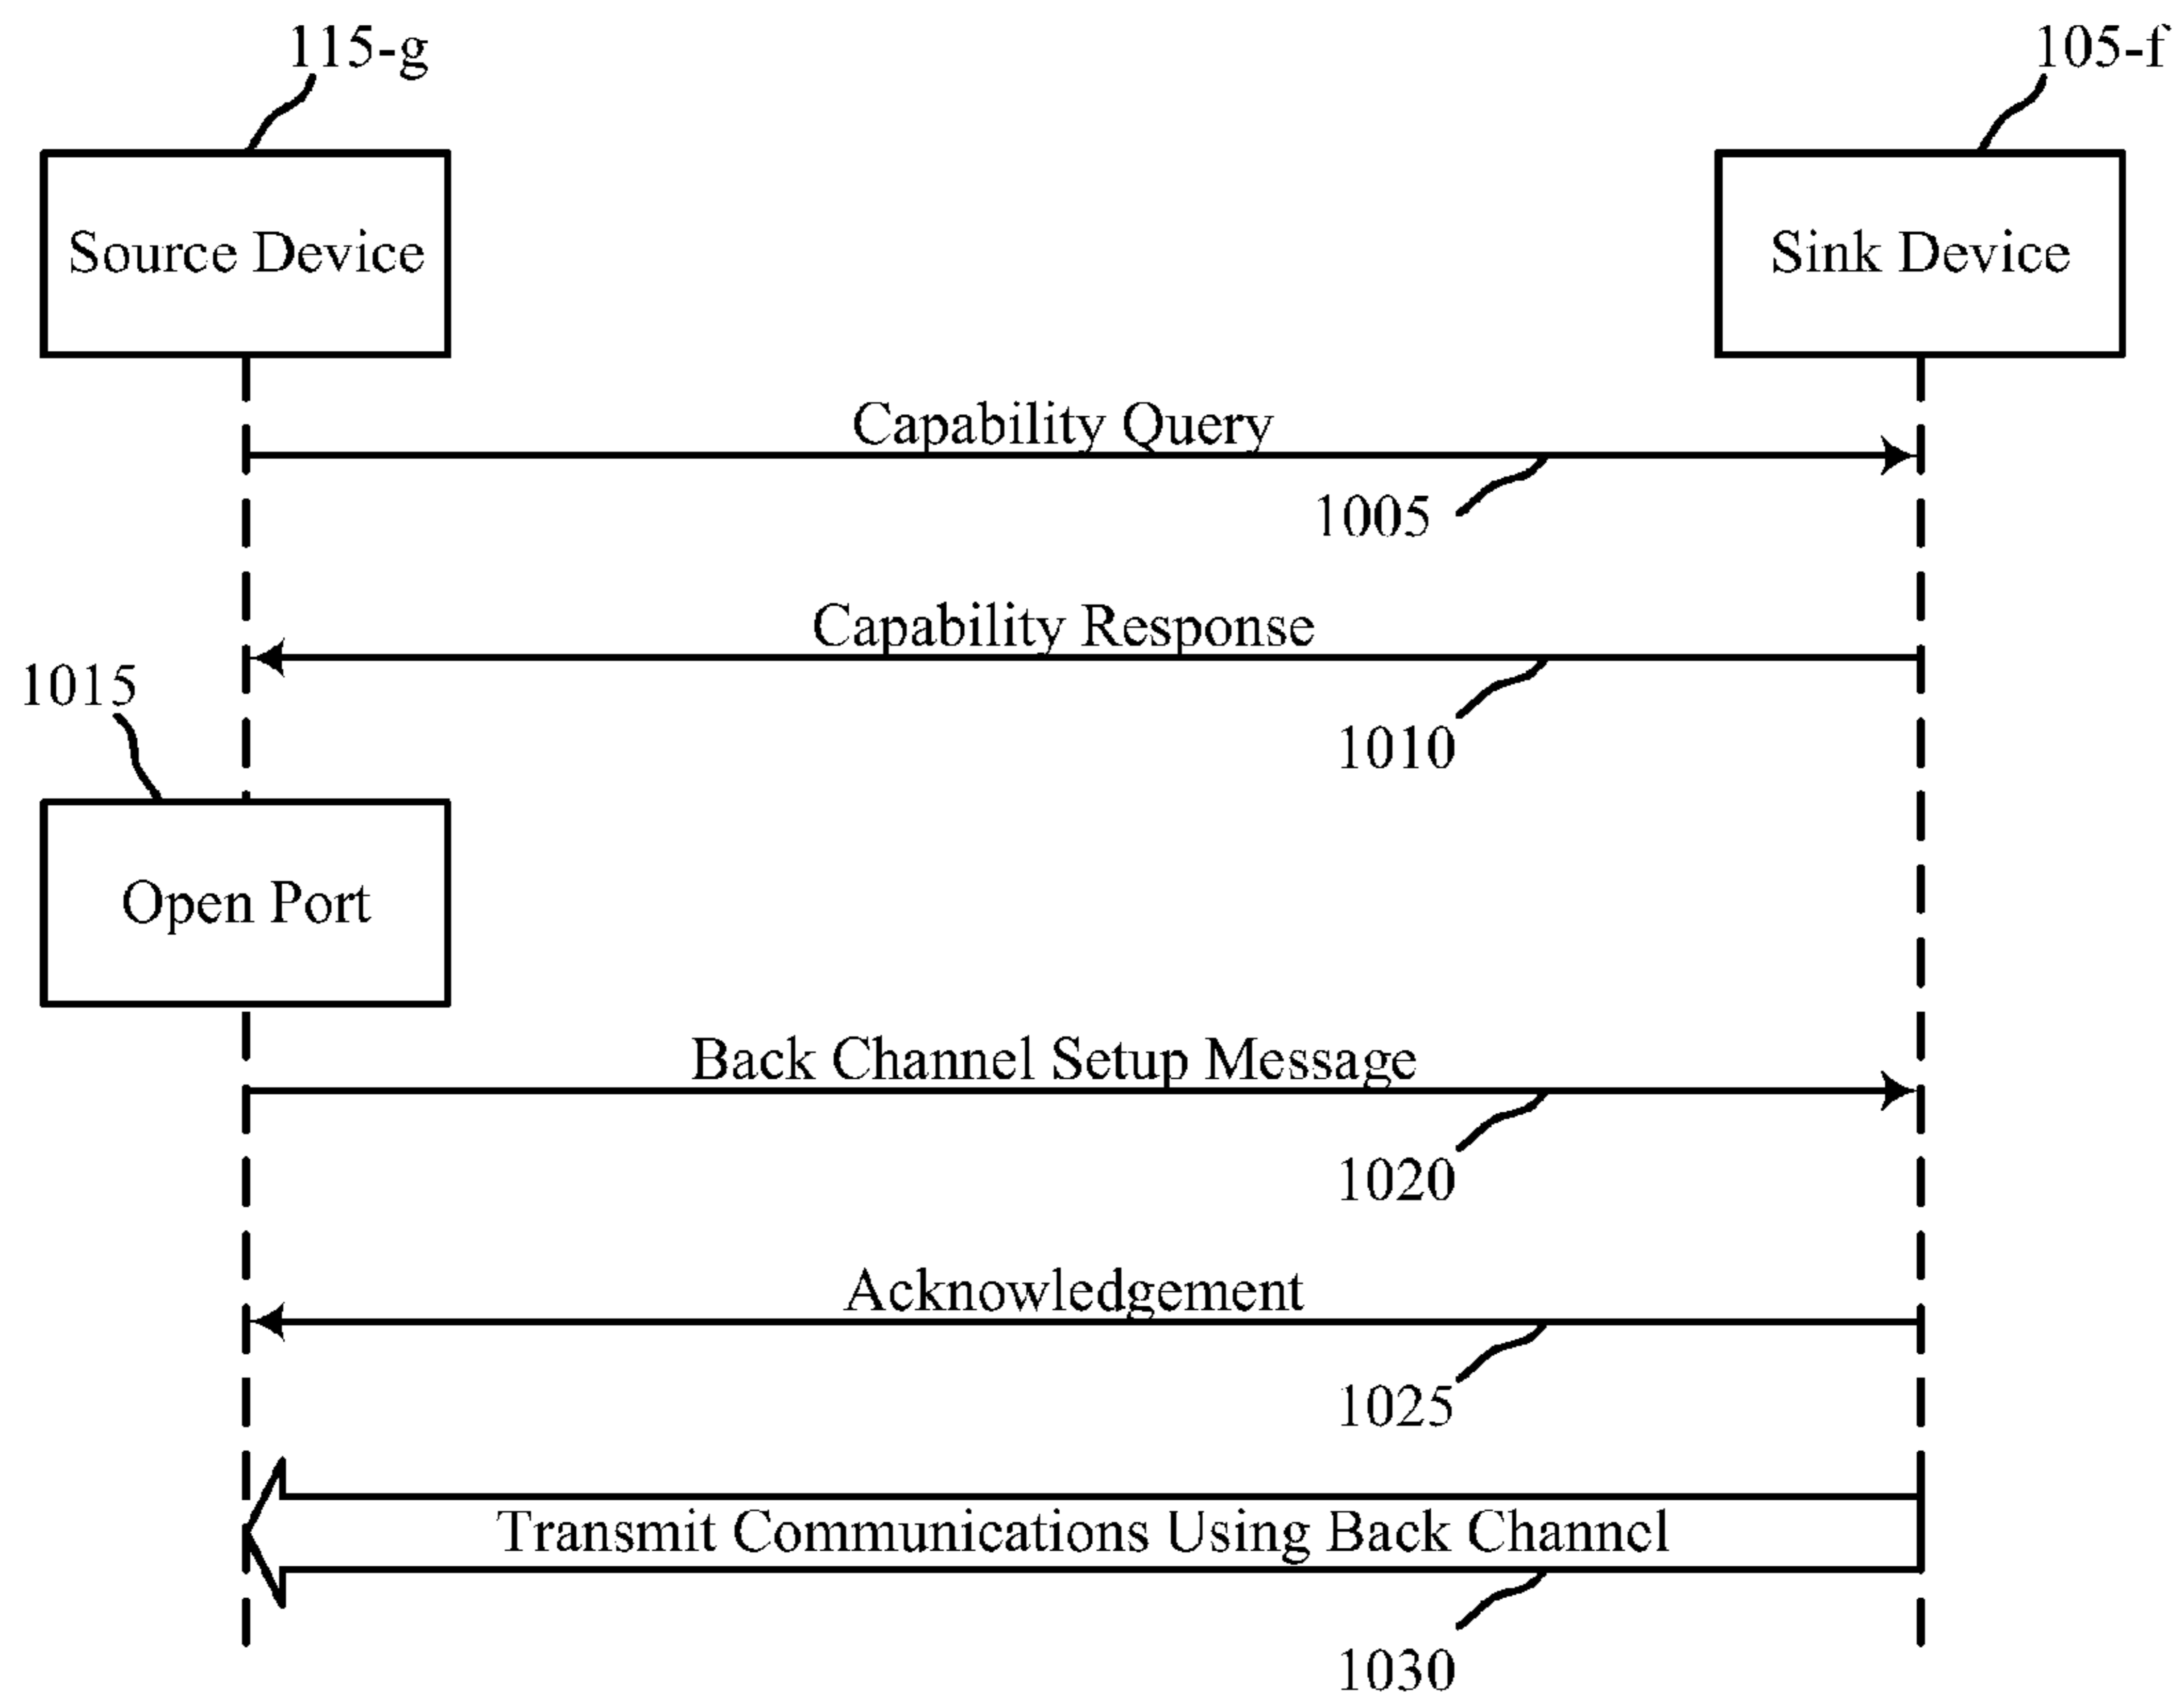 115-g
105-f
Source Device
Sink Device
Capability Query
1005
Capability Response
1010
1015
Open Port
Back Channel Setup Message
1020
Acknowledgement
1025
Transmit Communications Using Back Channel
1030